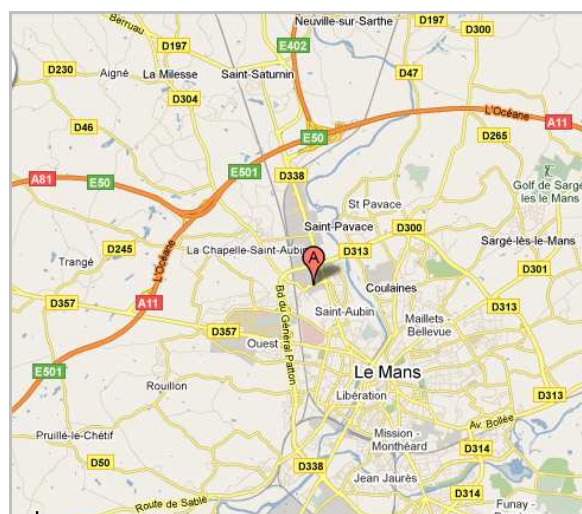 Neuville-sur-Sarthe
D197
D300
Berruau
D197
E402
D230
Aigné
La Milesse
Saint-Saturnin
D47
D304
L'Océane
A11
D46
E50
D265
E501
A81
E50
D338
Golf de Sargé
les le Mans
St Pavace
Saint-Pavace
D300
Sargé-lès-le Mans
D245
La Chapelle-Saint-Aubin
D313
A
Trangé
L'Océane
D301
Coulaines
D357
A11
Bd du Général Patton
Saint-Aubin
D313
Maillets -
Bellevue
D357
Ouest
E501
Le Mans
Rouillon
Libération
D313
Av. Bollée
Pruillé-le-Chétif
Mission -
Monthéard
D314
D50
D338
Jean Jaurès
D314
Route de Sablé
Funay -